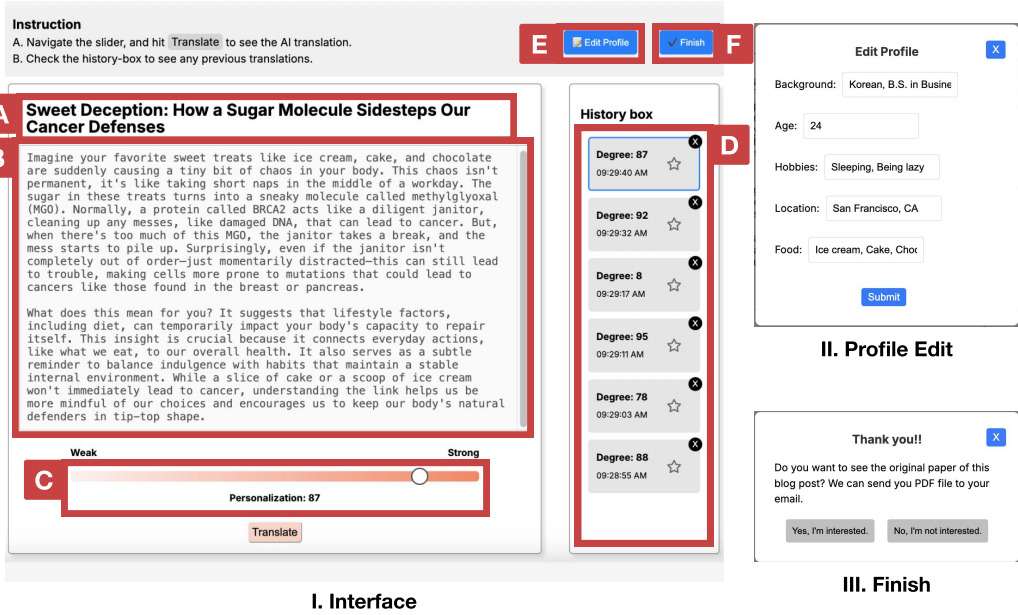 Instruction
A. Navigate the slider, and hit Translate to see the AI translation.
B. Check the history-box to see any previous translations.
E
📝 Edit Profile
✔ Finish
F
A
Sweet Deception: How a Sugar Molecule Sidesteps Our
Cancer Defenses
B
Imagine your favorite sweet treats like ice cream, cake, and chocolate
are suddenly causing a tiny bit of chaos in your body. This chaos isn't
permanent, it's like taking short naps in the middle of a workday. The
sugar in these treats turns into a sneaky molecule called methylglyoxal
(MGO). Normally, a protein called BRCA2 acts like a diligent janitor,
cleaning up any messes, like damaged DNA, that can lead to cancer. But,
when there's too much of this MGO, the janitor takes a break, and the
mess starts to pile up. Surprisingly, even if the janitor isn't
completely out of order—just momentarily distracted—this can still lead
to trouble, making cells more prone to mutations that could lead to
cancers like those found in the breast or pancreas.
What does this mean for you? It suggests that lifestyle factors,
including diet, can temporarily impact your body's capacity to repair
itself. This insight is crucial because it connects everyday actions,
like what we eat, to our overall health. It also serves as a subtle
reminder to balance indulgence with habits that maintain a stable
internal environment. While a slice of cake or a scoop of ice cream
won't immediately lead to cancer, understanding the link helps us be
more mindful of our choices and encourages us to keep our body's natural
defenders in tip-top shape.
C
Weak
Strong
Personalization: 87
Translate
History box
D
X
Degree: 87
09:29:40 AM
X
Degree: 92
09:29:32 AM
X
Degree: 8
09:29:17 AM
X
Degree: 95
09:29:11 AM
X
Degree: 78
09:29:03 AM
X
Degree: 88
09:28:55 AM
I. Interface
Edit Profile
X
Background: Korean, B.S. in Busine
Age: 24
Hobbies: Sleeping, Being lazy
Location: San Francisco, CA
Food: Ice cream, Cake, Choc
Submit
II. Profile Edit
Thank you!!
X
Do you want to see the original paper of this
blog post? We can send you PDF file to your
email.
Yes, I'm interested.
No, I'm not interested.
III. Finish